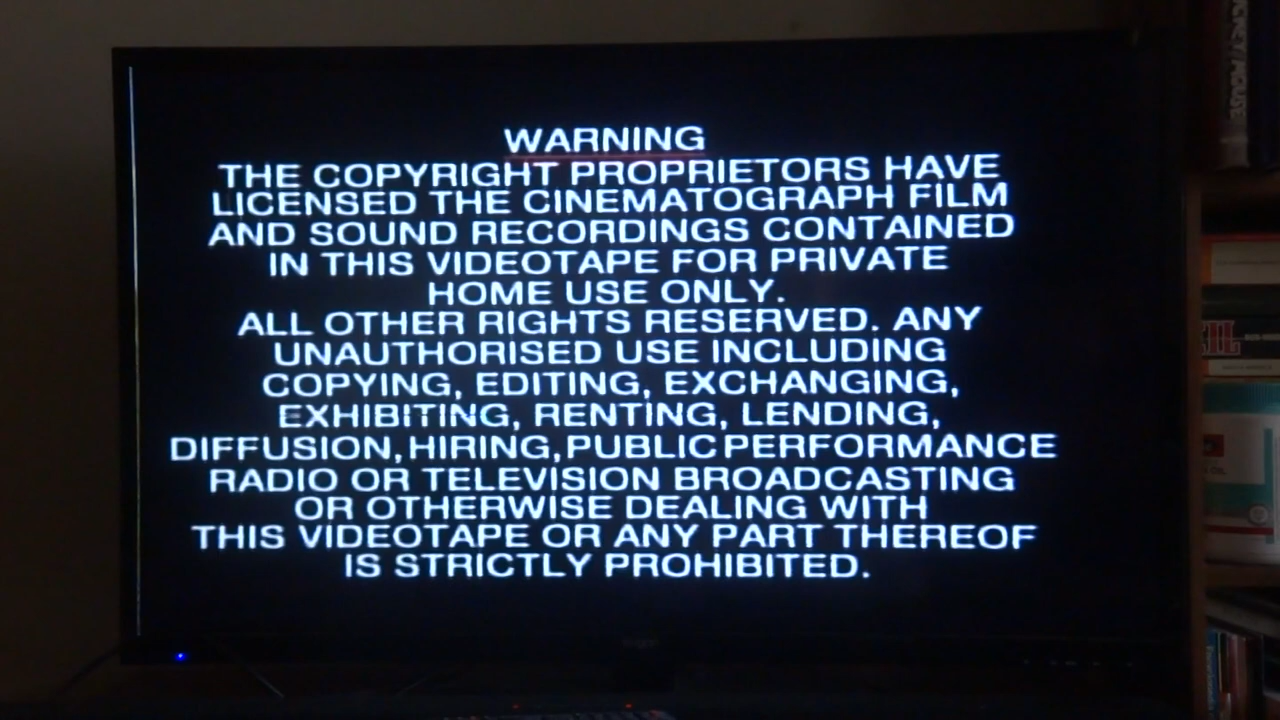 WARNING
THE COPYRIGHT PROPRIETORS HAVE
LICENSED THE CINEMATOGRAPH FILM
AND SOUND RECORDINGS CONTAINED
IN THIS VIDEOTAPE FOR PRIVATE
HOME USE ONLY.
ALL OTHER RIGHTS RESERVED. ANY
UNAUTHORISED USE INCLUDING
COPYING, EDITING, EXCHANGING,
EXHIBITING, RENTING, LENDING,
DIFFUSION, HIRING, PUBLIC PERFORMANCE
RADIO OR TELEVISION BROADCASTING
OR OTHERWISE DEALING WITH
THIS VIDEOTAPE OR ANY PART THEREOF
IS STRICTLY PROHIBITED.
MOUSE